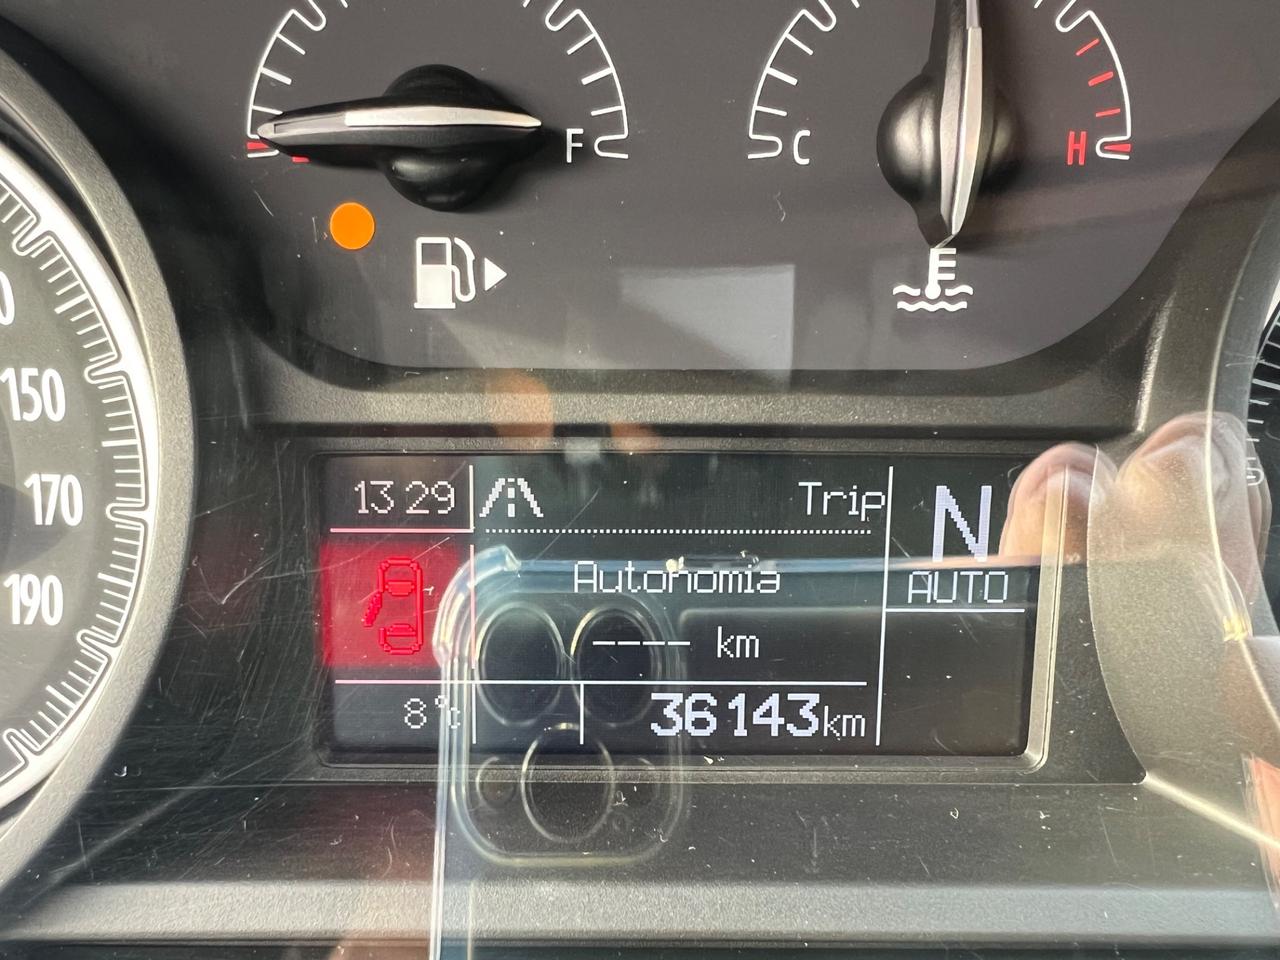 F
C
H
E
150
170
190
13 29
Trip
N
AUTO
Autonomia
---- km
8°C
36143km